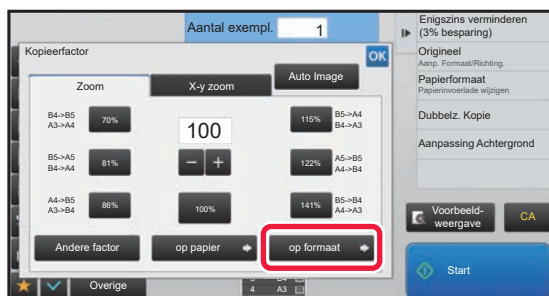 Aantal exempl. 1
Kopieerfactor
OK
Zoom
X-y zoom
Auto Image
B4->B5
A3->A4
70%
100
115%
B5->A4
B4->A3
B5->A5
B4->A4
81%
122%
A5->B5
A4->B4
A4->B5
A3->B4
86%
100%
141%
B5->B4
A4->A3
Andere factor
op papier
op formaat
Overige
4 A3
Enigszins verminderen
(3% besparing)
Origineel
Aanp. Formaat/Richting.
Papierformaat
Papierinvoerlade wijzigen
Dubbelz. Kopie
Aanpassing Achtergrond
Voorbeeld-
weergave
CA
Start